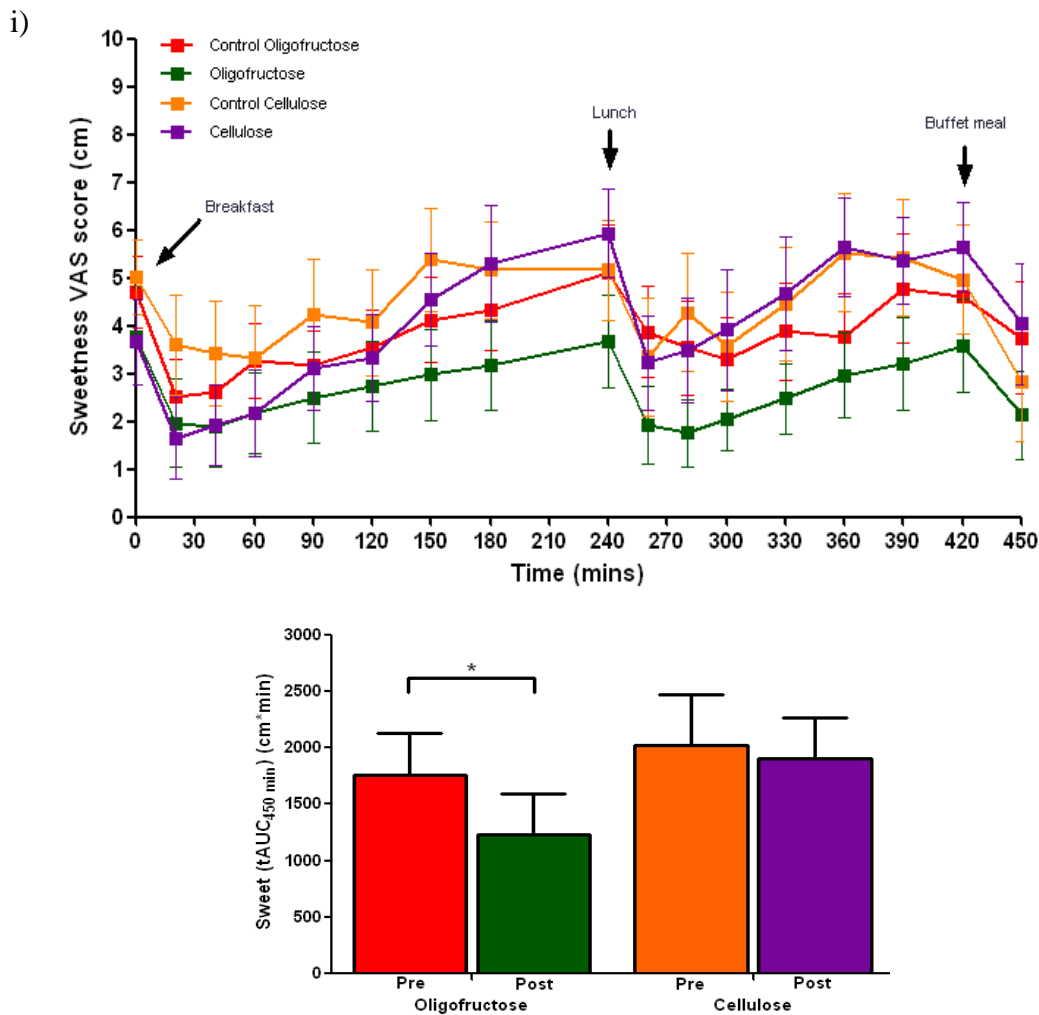 i)
Control Oligofructose
Oligofructose
Control Cellulose
Cellulose
Sweetness VAS score (cm)
10
9
8
7
6
5
4
3
2
1
0
Breakfast
Lunch
Buffet meal
0 30 60 90 120 150 180 210 240 270 300 330 360 390 420 450
Time (mins)
Sweet (tAUC450 min) (cm*min)
3000
2500
2000
1500
1000
500
0
*
Pre Post Pre Post
Oligofructose Cellulose